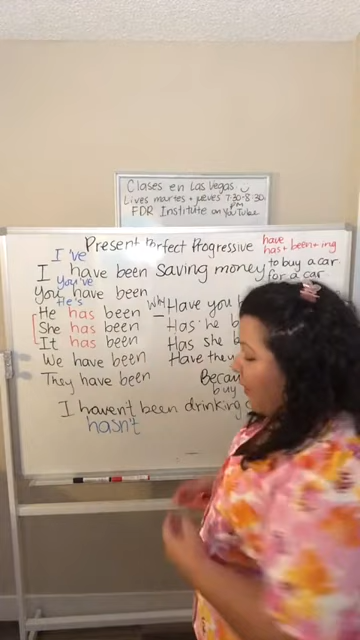 Clases en Las Vegas
Lives martes + jueves 7:30-8:30 pm
FDR Institute on YouTube
Present Perfect Progressive have
has + been + ing
I've
I have been saving money to buy a car.
for a car
You've
You have been
He's
He has been
She has been
It has been
We have been
They have been
Why Have you
Has he
Has she
Have
buy
I haven't been drinking
hasn't